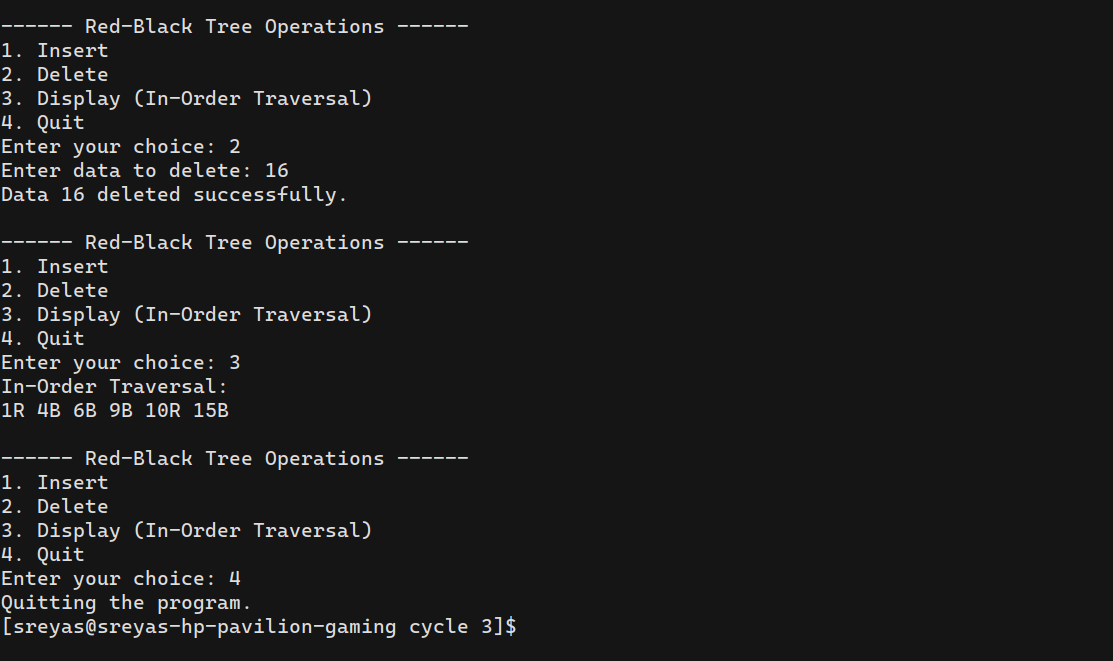 ------ Red-Black Tree Operations ------
1. Insert
2. Delete
3. Display (In-Order Traversal)
4. Quit
Enter your choice: 2
Enter data to delete: 16
Data 16 deleted successfully.

------ Red-Black Tree Operations ------
1. Insert
2. Delete
3. Display (In-Order Traversal)
4. Quit
Enter your choice: 3
In-Order Traversal:
1R 4B 6B 9B 10R 15B

------ Red-Black Tree Operations ------
1. Insert
2. Delete
3. Display (In-Order Traversal)
4. Quit
Enter your choice: 4
Quitting the program.
[sreyas@sreyas-hp-pavilion-gaming cycle 3]$